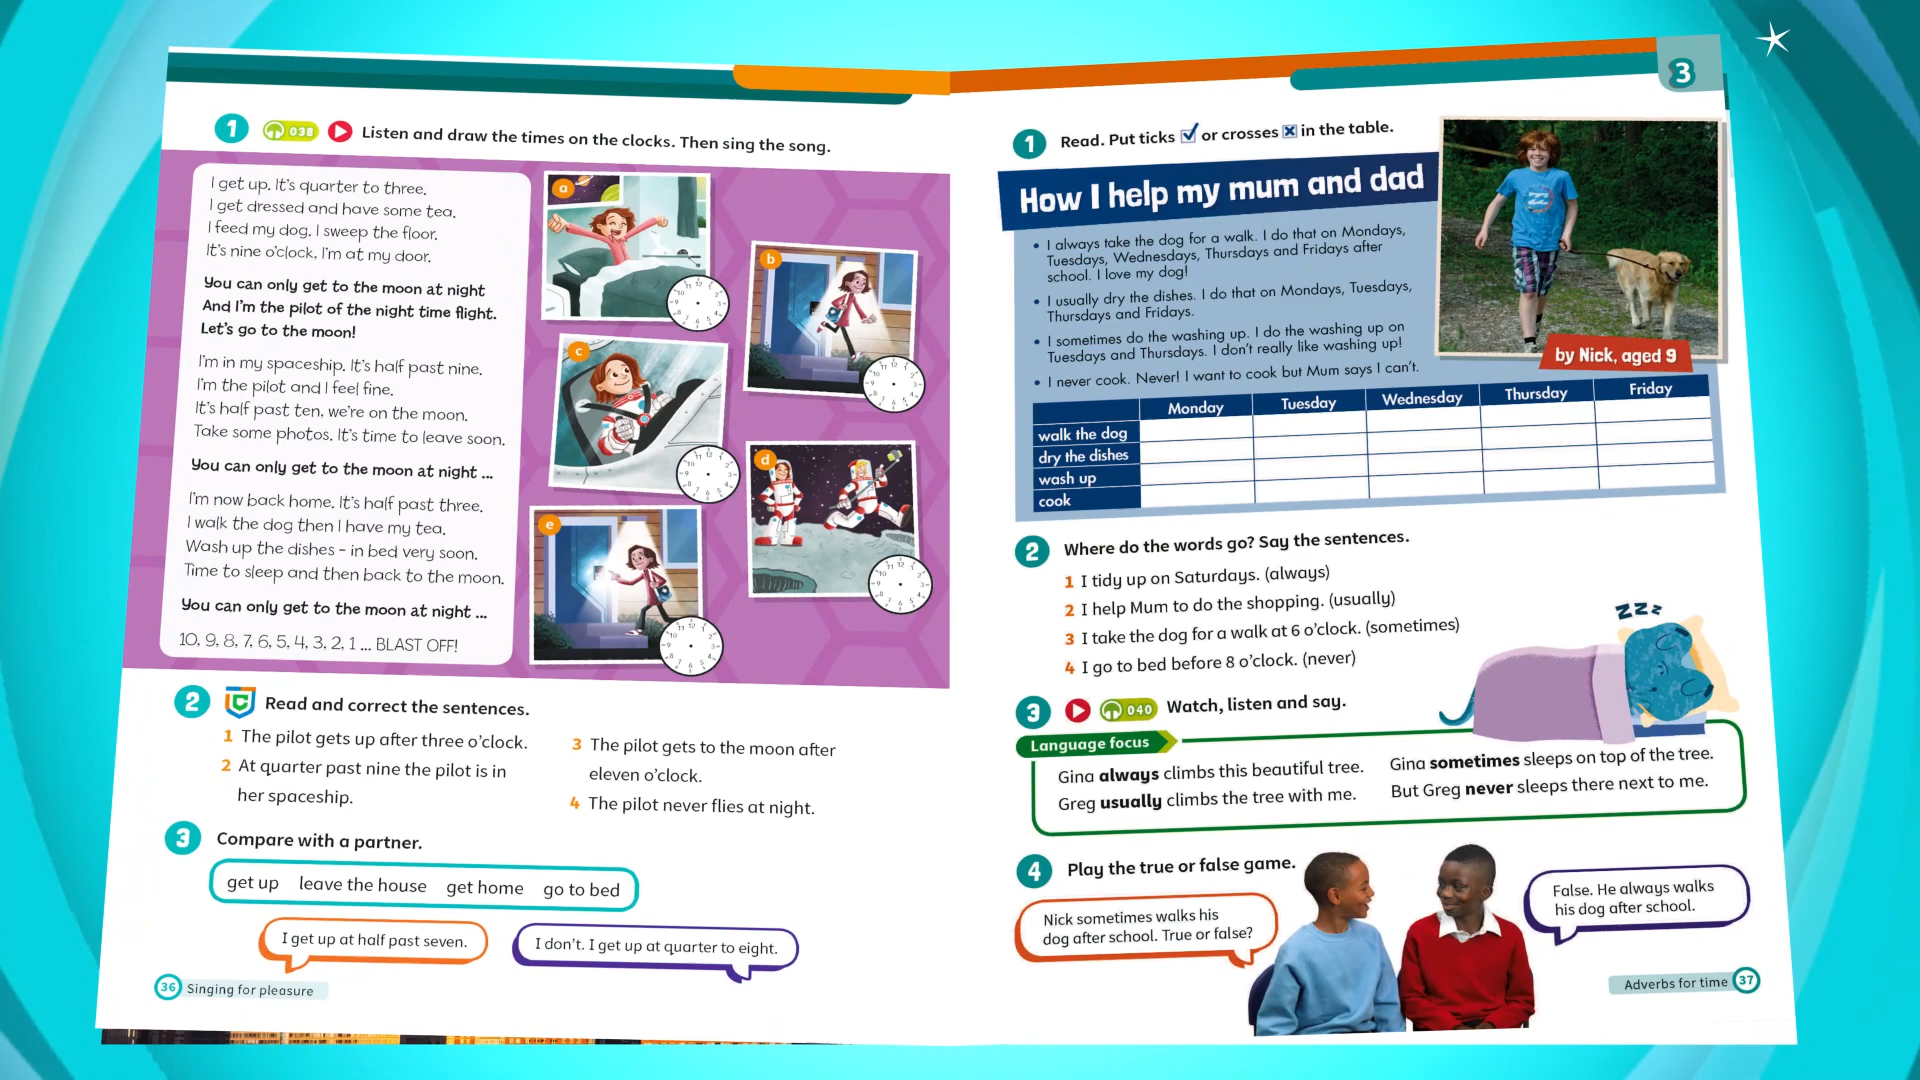 1 038 Listen and draw the times on the clocks. Then sing the song.
I get up. It's quarter to three.
I get dressed and have some tea.
I feed my dog. I sweep the floor.
It's nine o'clock, I'm at my door.
You can only get to the moon at night
And I'm the pilot of the night time flight.
Let's go to the moon!
I'm in my spaceship. It's half past nine.
I'm the pilot and I feel fine.
It's half past ten, we're on the moon.
Take some photos. It's time to leave soon.
You can only get to the moon at night ...
I'm now back home. It's half past three.
I walk the dog then I have my tea.
Wash up the dishes – in bed very soon.
Time to sleep and then back to the moon.
You can only get to the moon at night ...
10, 9, 8, 7, 6, 5, 4, 3, 2, 1 ... BLAST OFF!
a
b
c
d
e
2 Read and correct the sentences.
1 The pilot gets up after three o'clock.
2 At quarter past nine the pilot is in
her spaceship.
3 The pilot gets to the moon after
eleven o'clock.
4 The pilot never flies at night.
3 Compare with a partner.
get up leave the house get home go to bed
I get up at half past seven.
I don't. I get up at quarter to eight.
36 Singing for pleasure
3
1 Read. Put ticks or crosses in the table.
How I help my mum and dad
• I always take the dog for a walk. I do that on Mondays,
Tuesdays, Wednesdays, Thursdays and Fridays after
school. I love my dog!
• I usually dry the dishes. I do that on Mondays, Tuesdays,
Thursdays and Fridays.
• I sometimes do the washing up. I do the washing up on
Tuesdays and Thursdays. I don't really like washing up!
• I never cook. Never! I want to cook but Mum says I can't.
by Nick, aged 9
Monday Tuesday Wednesday Thursday Friday
walk the dog
dry the dishes
wash up
cook
2 Where do the words go? Say the sentences.
1 I tidy up on Saturdays. (always)
2 I help Mum to do the shopping. (usually)
3 I take the dog for a walk at 6 o'clock. (sometimes)
4 I go to bed before 8 o'clock. (never)
ZZZ
3 040 Watch, listen and say.
Language focus
Gina always climbs this beautiful tree.
Greg usually climbs the tree with me.
Gina sometimes sleeps on top of the tree.
But Greg never sleeps there next to me.
4 Play the true or false game.
Nick sometimes walks his
dog after school. True or false?
False. He always walks
his dog after school.
Adverbs for time 37